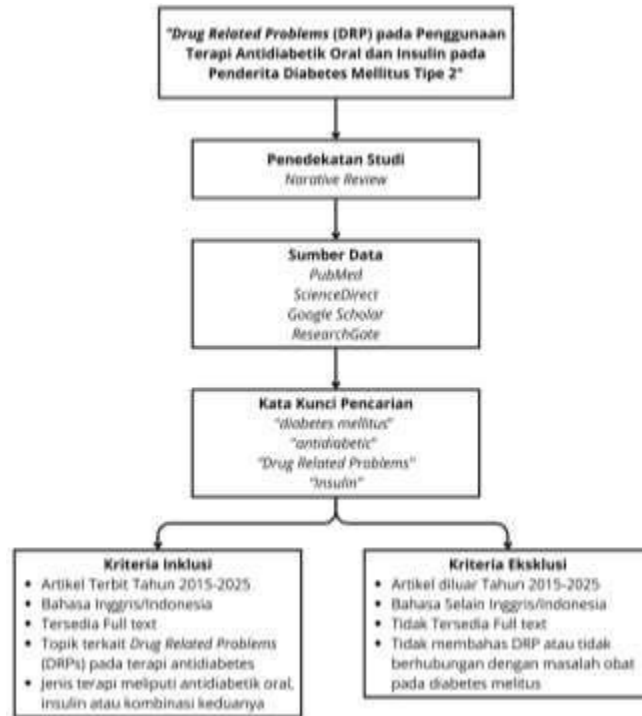 "Drug Related Problems (DRP) pada Penggunaan
Terapi Antidiabetik Oral dan Insulin pada
Penderita Diabetes Mellitus Tipe 2"
Penedekatan Studi
Narative Review
Sumber Data
PubMed
ScienceDirect
Google Scholar
ResearchGate
Kata Kunci Pencarian
"diabetes mellitus"
"antidiabetic"
"Drug Related Problems"
"Insulin"
Kriteria Inklusi
• Artikel Terbit Tahun 2015-2025
• Bahasa Inggris/Indonesia
• Tersedia Full text
• Topik terkait Drug Related Problems
(DRPs) pada terapi antidiabetes
• Jenis terapi meliputi antidiabetik oral,
insulin atau kombinasi keduanya
Kriteria Eksklusi
• Artikel diluar Tahun 2015-2025
• Bahasa Selain Inggris/Indonesia
• Tidak Tersedia Full text
• Tidak membahas DRP atau tidak
berhubungan dengan masalah obat
pada diabetes melitus